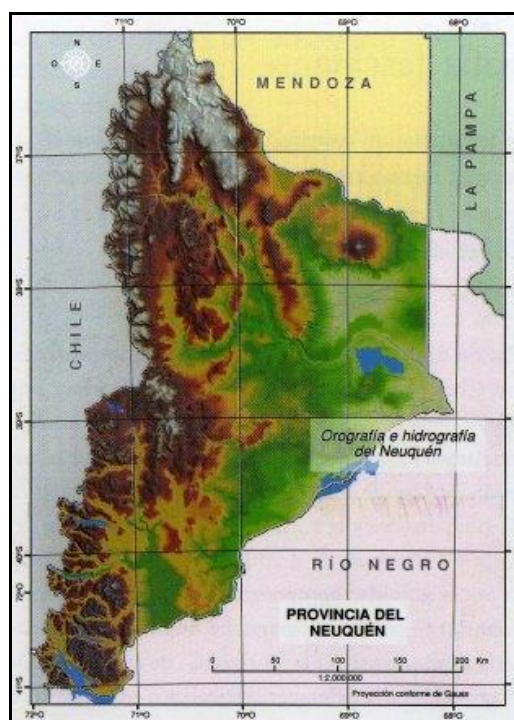 N
O E
S
71°O
70°O
69°O
68°O
MENDOZA
LA PAMPA
37°S
38°S
CHILE
39°S
Orografía e hidrografía
del Neuquén
40°S
RÍO NEGRO
PROVINCIA DEL
NEUQUÉN
0 50 100 150 200 Km
1:2.000.000
Proyección conforme de Gauss
41°S
72°O
71°O
70°O
69°O
68°O